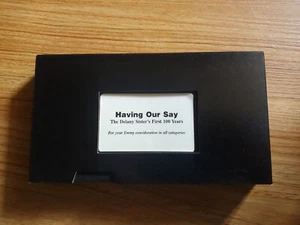 Having Our Say
The Delany Sister's First 100 Years
For your Emmy consideration in all categories